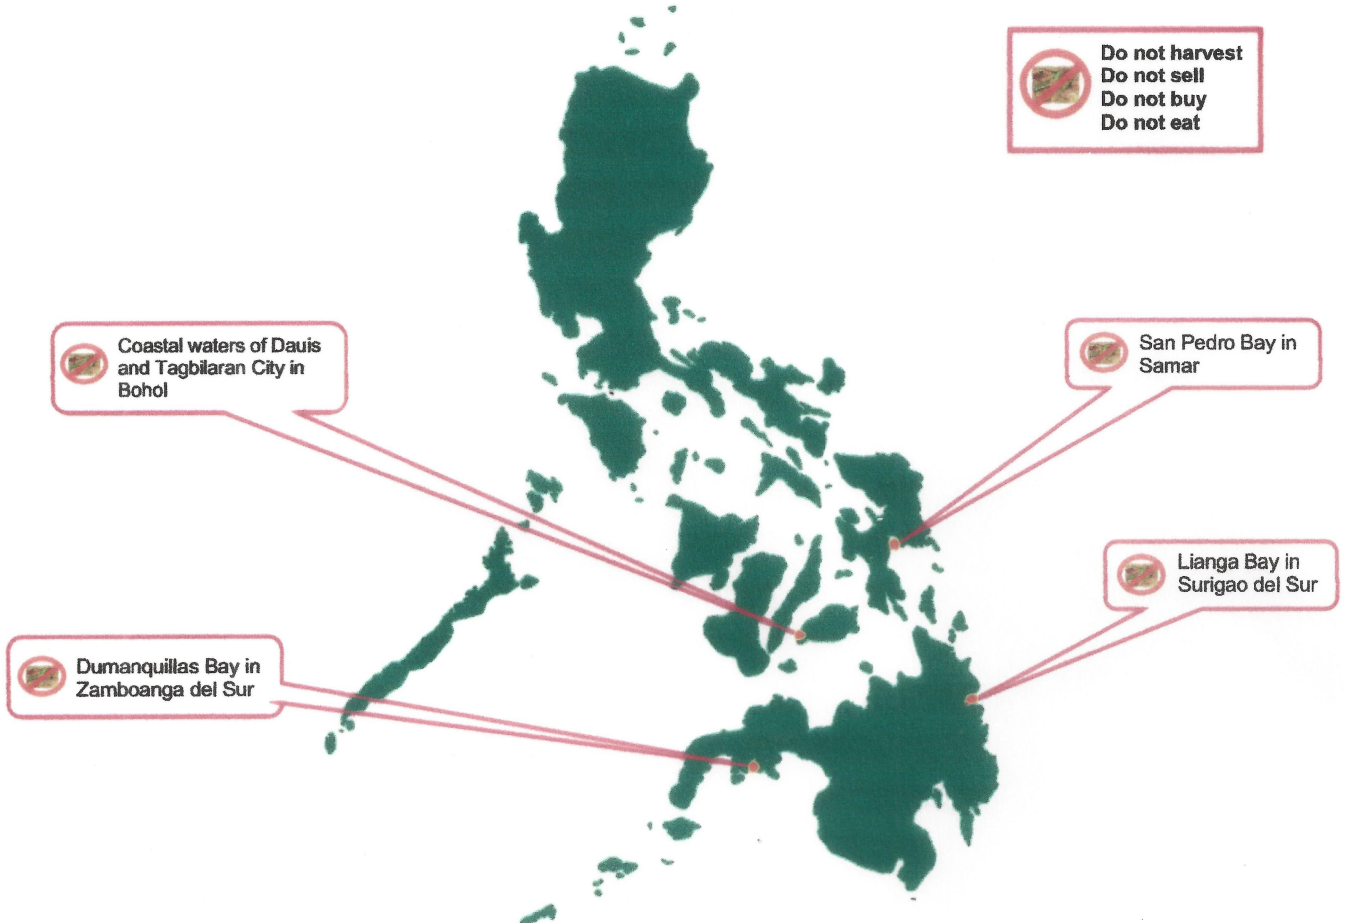 Do not harvest
Do not sell
Do not buy
Do not eat
Coastal waters of Dauis
and Tagbilaran City in
Bohol
San Pedro Bay in
Samar
Lianga Bay in
Surigao del Sur
Dumanquillas Bay in
Zamboanga del Sur